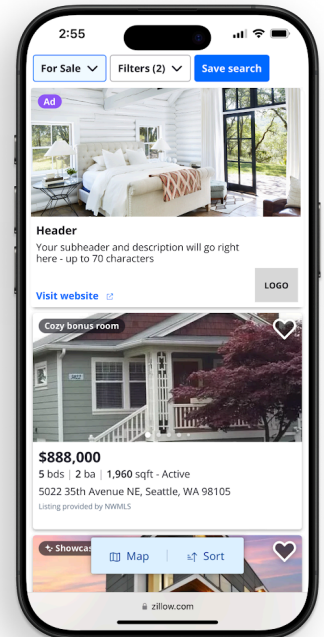 2:55
For Sale
Filters (2)
Save search
Ad
Header
Your subheader and description will go right
here - up to 70 characters
LOGO
Visit website
Cozy bonus room
$888,000
5 bds | 2 ba | 1,960 sqft - Active
5022 35th Avenue NE, Seattle, WA 98105
Listing provided by NWMLS
Showcas
Map
Sort
zillow.com